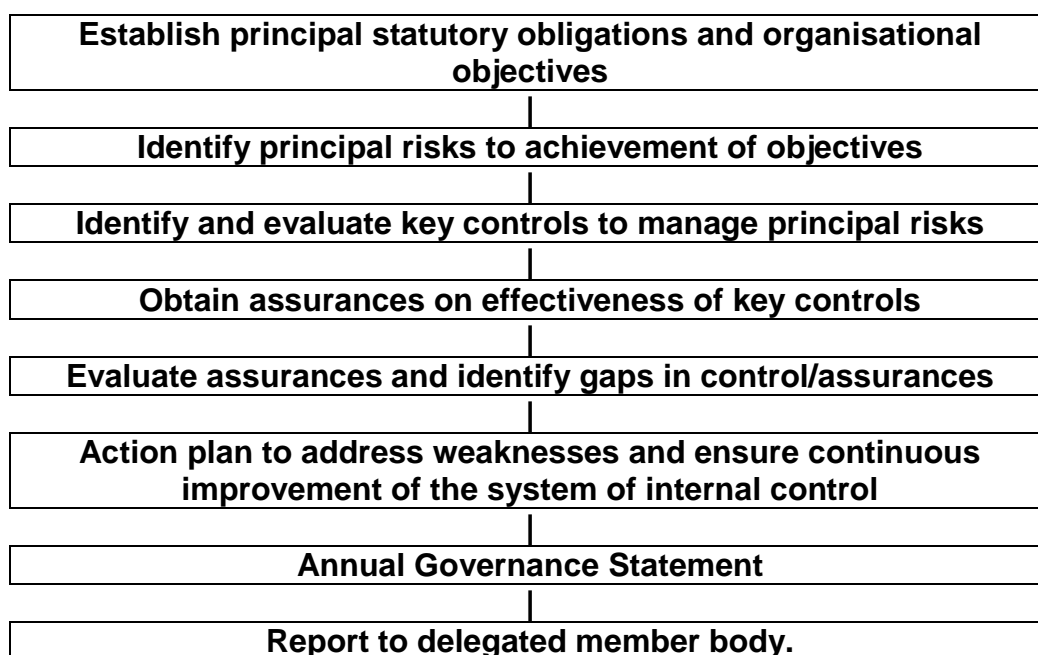 Establish principal statutory obligations and organisational
objectives
Identify principal risks to achievement of objectives
Identify and evaluate key controls to manage principal risks
Obtain assurances on effectiveness of key controls
Evaluate assurances and identify gaps in control/assurances
Action plan to address weaknesses and ensure continuous
improvement of the system of internal control
Annual Governance Statement
Report to delegated member body.